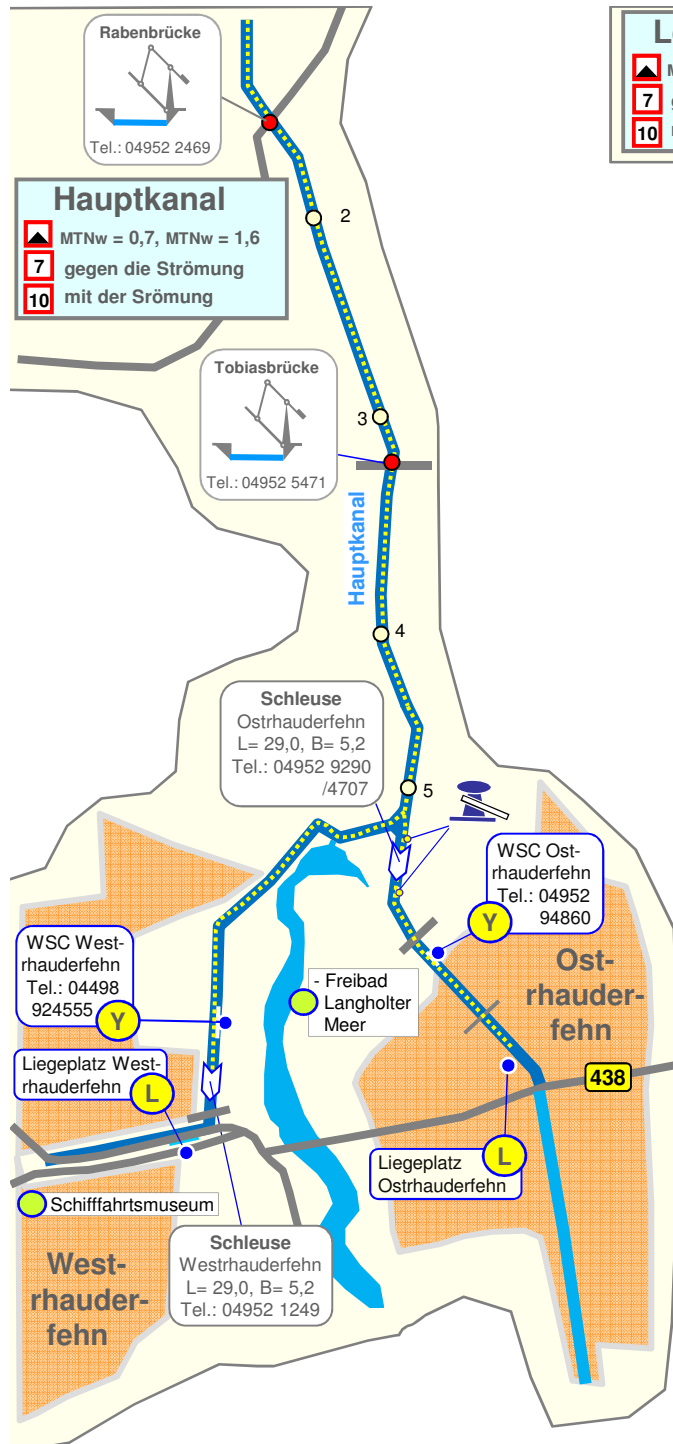 Rabenbrücke
Tel.: 04952 2469
Hauptkanal
MTNw = 0,7, MTNw = 1,6
7 gegen die Strömung
10 mit der Srömung
7
10
2
Tobiasbrücke
Tel.: 04952 5471
3
Hauptkanal
4
Schleuse
Ostrhauderfehn
L= 29,0, B= 5,2
Tel.: 04952 9290
/4707
5
WSC Ost-
rhauderfehn
Tel.: 04952
94860
Y
WSC West-
rhauderfehn
Tel.: 04498
924555
Y
- Freibad
Langholter
Meer
Ost-
rhauder-
fehn
Liegeplatz West-
rhauderfehn
L
438
Liegeplatz
Ostrhauderfehn
L
Schifffahrtsmuseum
West-
rhauder-
fehn
Schleuse
Westrhauderfehn
L= 29,0, B= 5,2
Tel.: 04952 1249